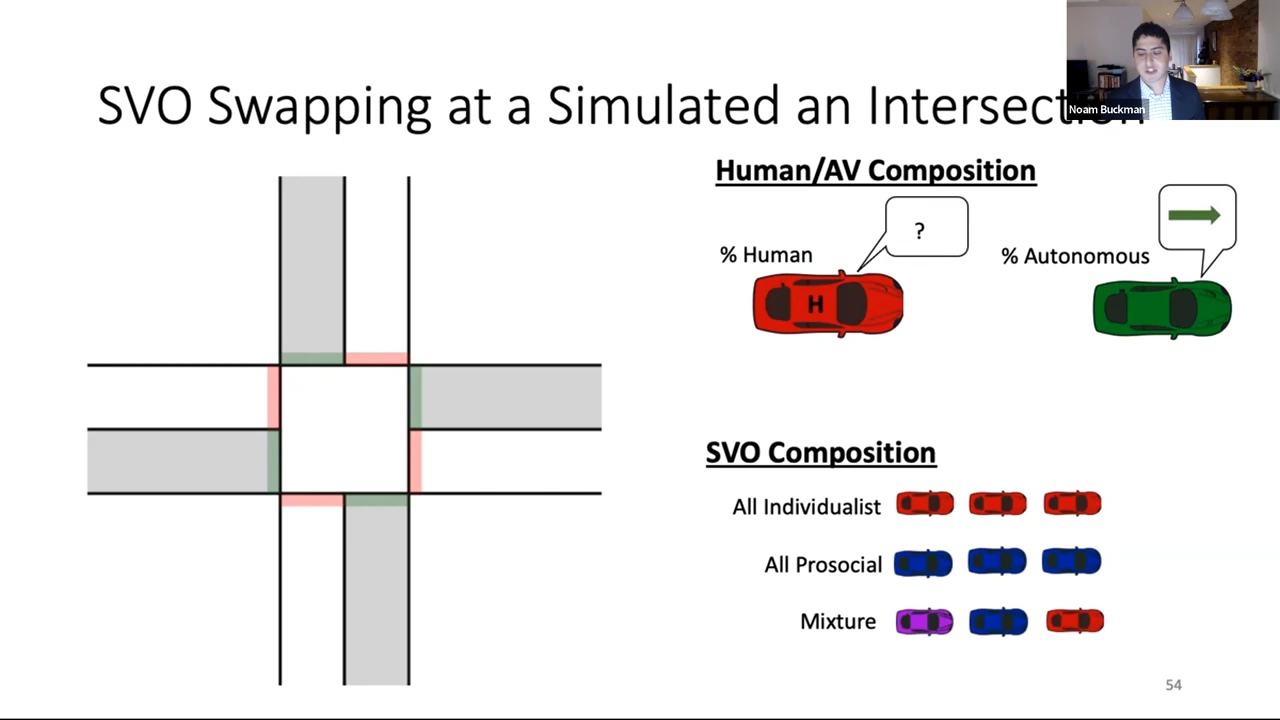 SVO Swapping at a Simulated an Intersection
Noam Buckman
Human/AV Composition
?
% Human
% Autonomous
H
SVO Composition
All Individualist
All Prosocial
Mixture
54